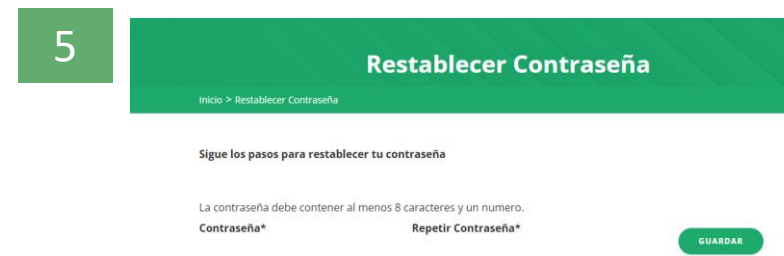 5
Restablecer Contraseña
Inicio > Restablecer Contraseña
Sigue los pasos para restablecer tu contraseña
La contraseña debe contener al menos 8 caracteres y un numero.
Contraseña* Repetir Contraseña*
GUARDAR